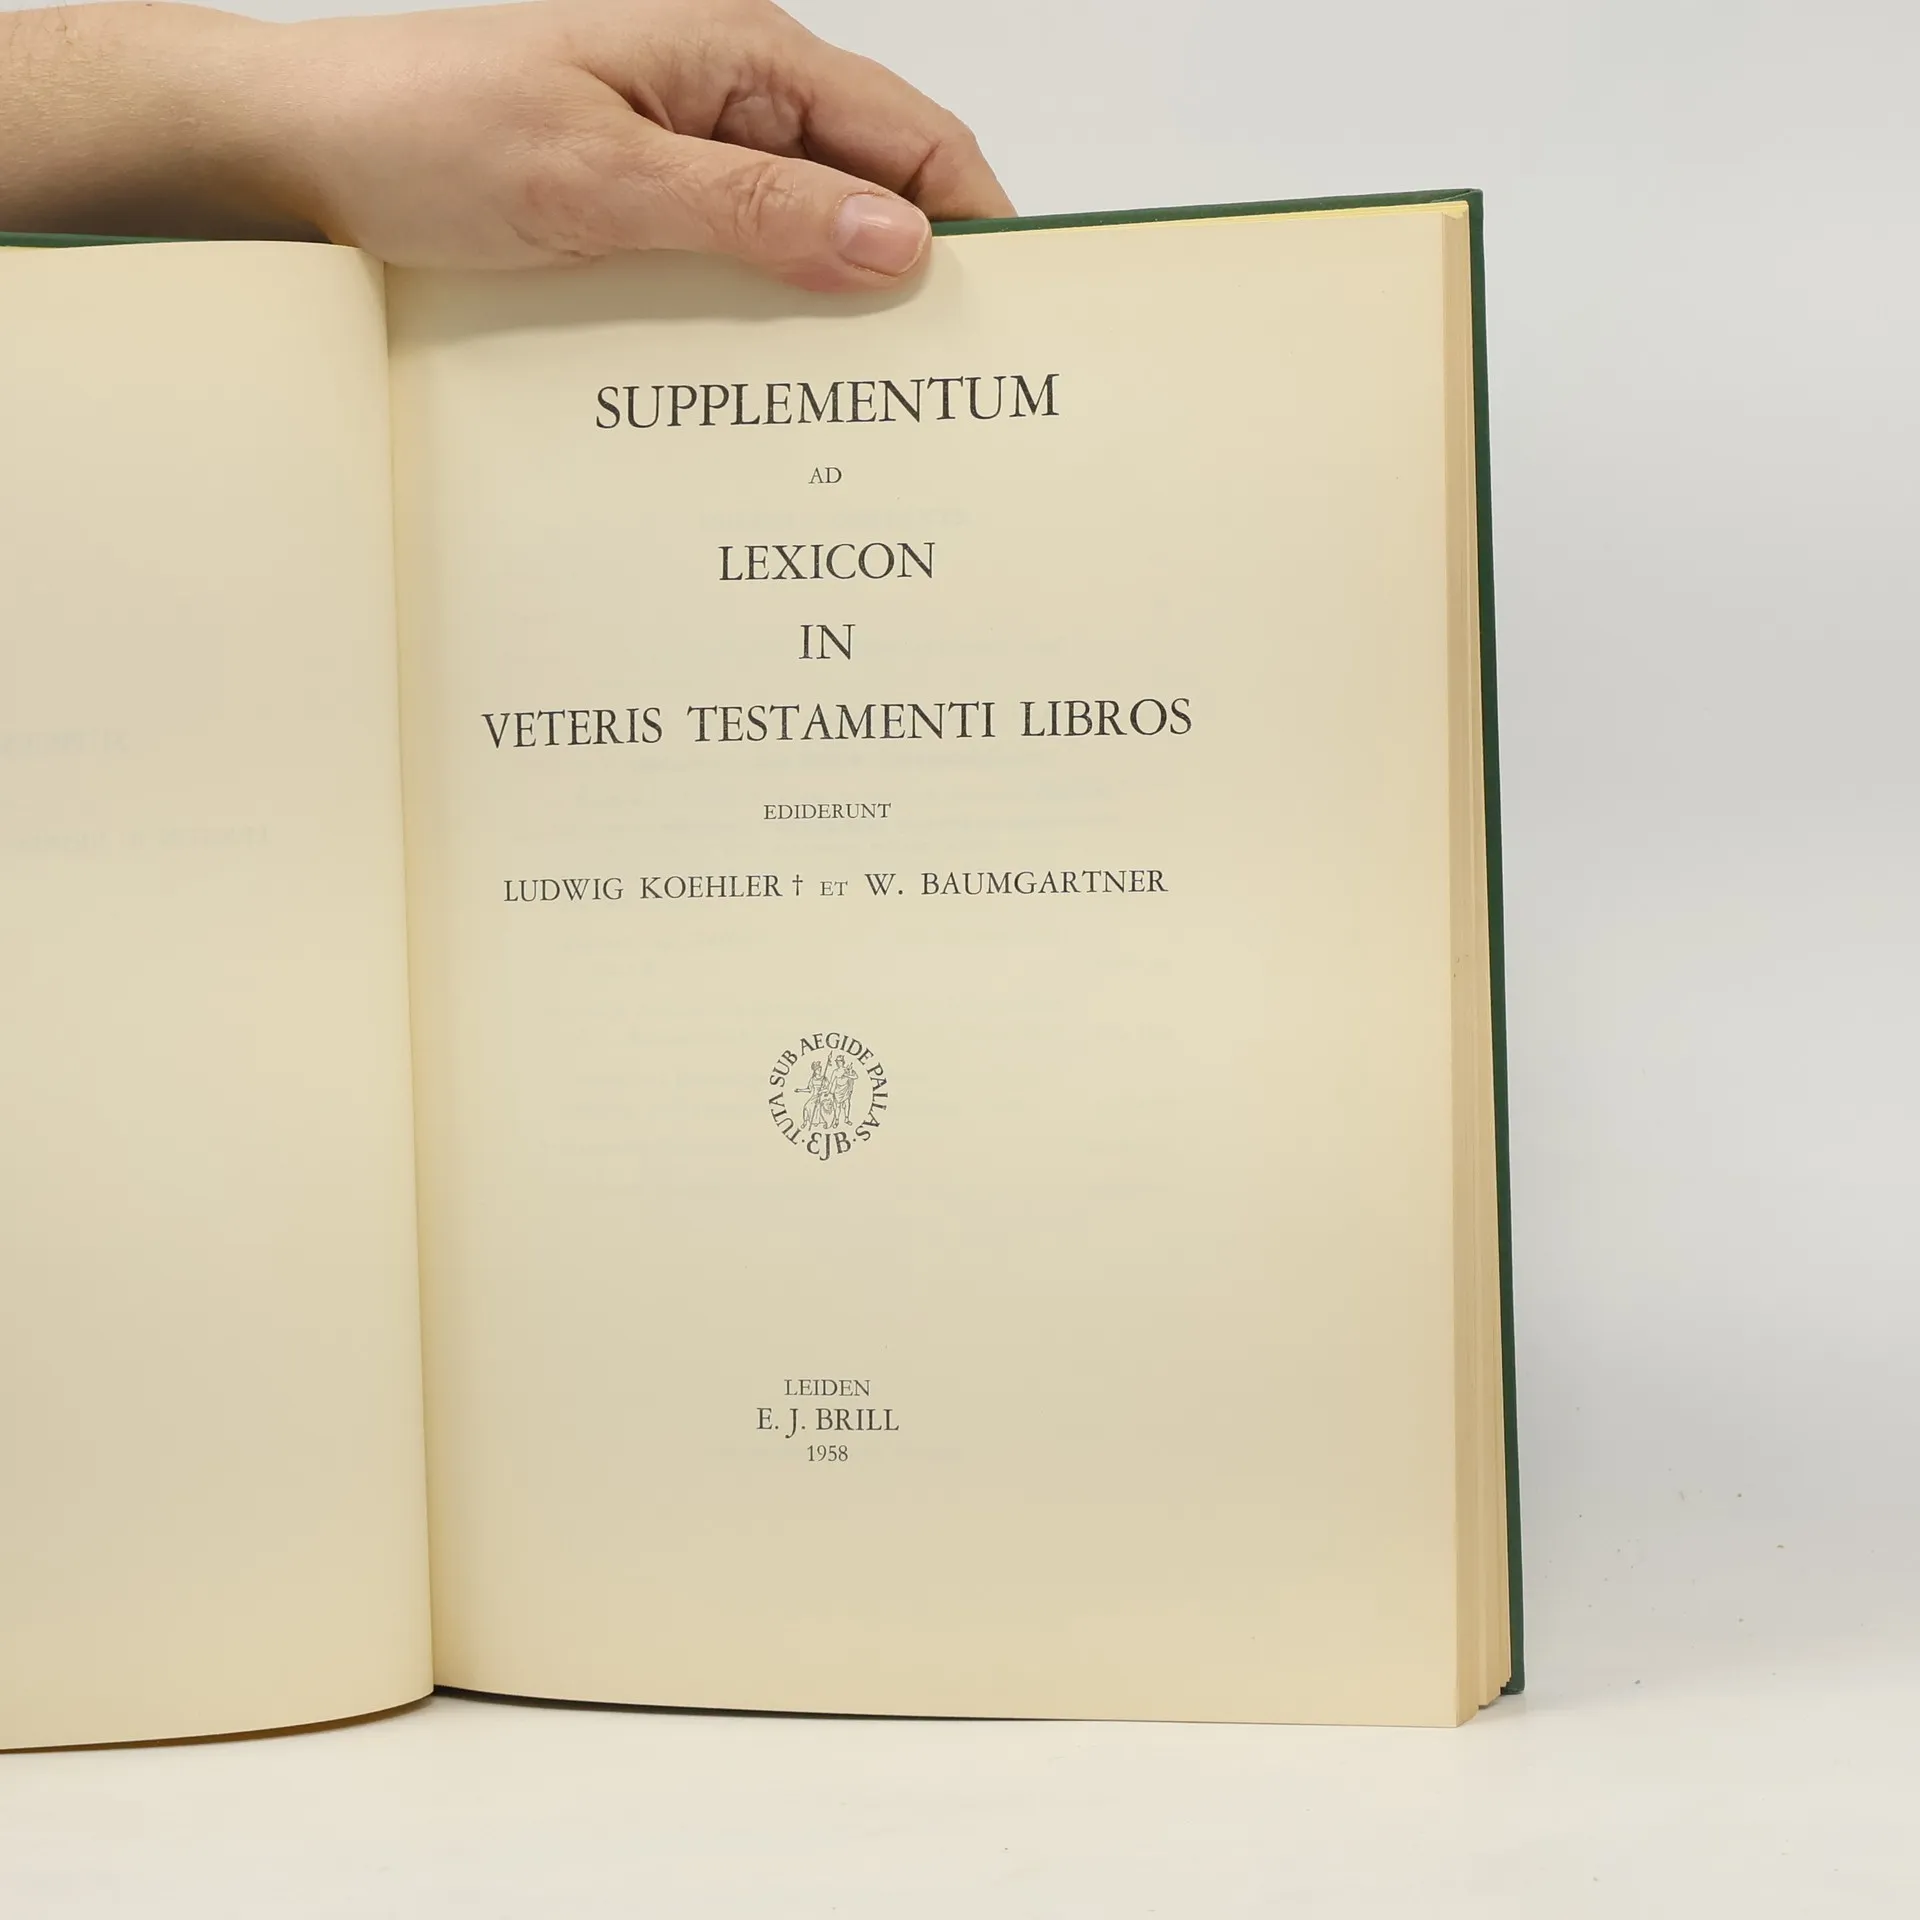 SUPPLEMENTUM
AD
LEXICON
IN
VETERIS TESTAMENTI LIBROS
EDIDERUNT
LUDWIG KOEHLER † ET W. BAUMGARTNER
TUTA SUB AEGIDE PALLAS
· EJB ·
LEIDEN
E. J. BRILL
1958